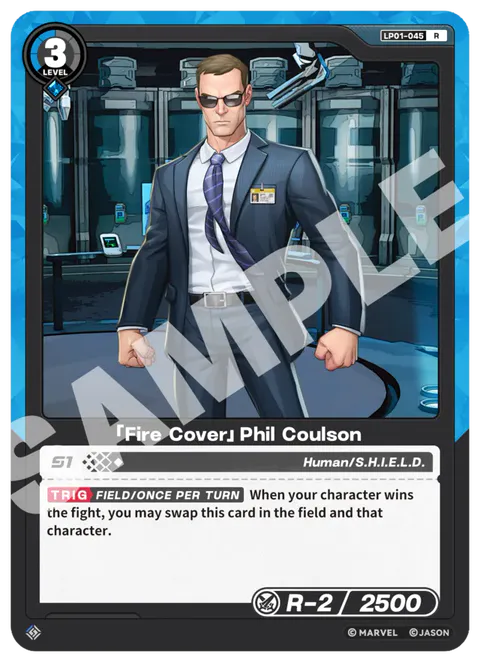 3
LEVEL
LP01-045 R
SAMPLE
「Fire Cover」 Phil Coulson
S1
Human/S.H.I.E.L.D.
TRIG FIELD/ONCE PER TURN When your character wins
the fight, you may swap this card in the field and that
character.
R-2 / 2500
© MARVEL © JASON